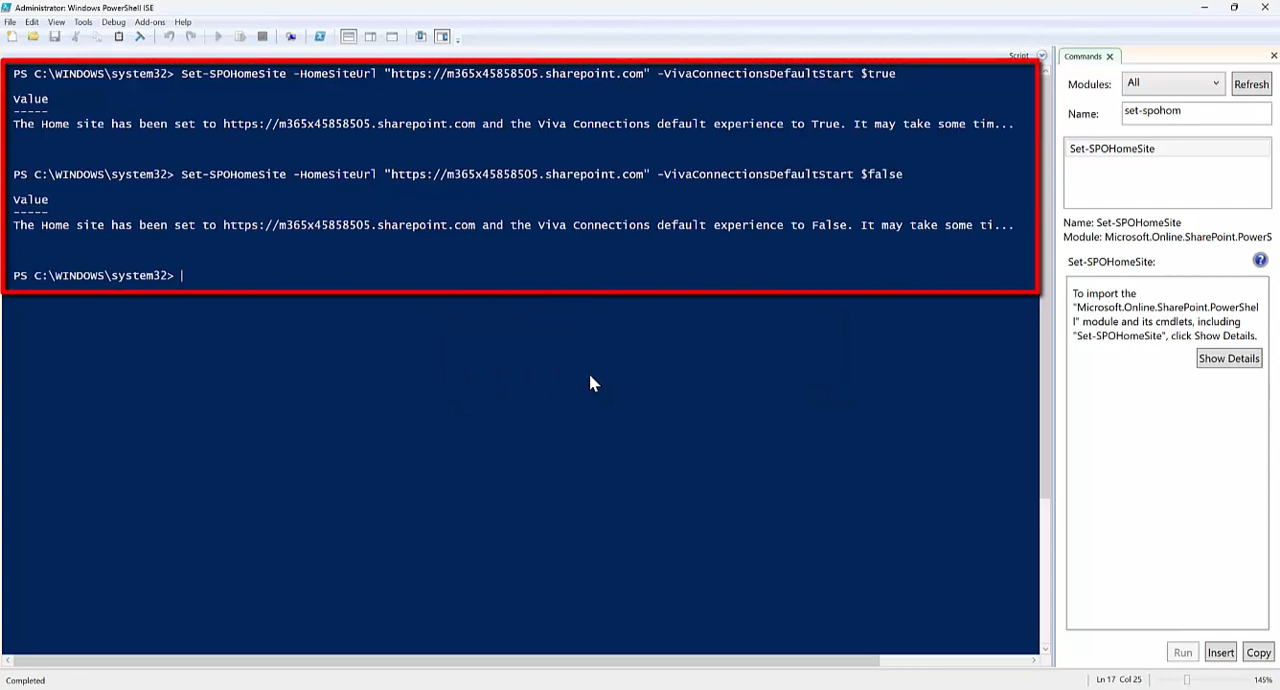 Administrator: Windows PowerShell ISE
File Edit View Tools Debug Add-ons Help
Script
PS C:\WINDOWS\system32> Set-SPOHomeSite -HomeSiteUrl "https://m365x45858505.sharepoint.com" -VivaConnectionsDefaultStart $true
Value
-----
The Home site has been set to https://m365x45858505.sharepoint.com and the Viva Connections default experience to True. It may take some tim...
PS C:\WINDOWS\system32> Set-SPOHomeSite -HomeSiteUrl "https://m365x45858505.sharepoint.com" -VivaConnectionsDefaultStart $false
Value
-----
The Home site has been set to https://m365x45858505.sharepoint.com and the Viva Connections default experience to False. It may take some ti...
PS C:\WINDOWS\system32>
Commands
Modules: All Refresh
Name: set-spohom
Set-SPOHomeSite
Name: Set-SPOHomeSite
Module: Microsoft.Online.SharePoint.PowerS
Set-SPOHomeSite:
To import the
"Microsoft.Online.SharePoint.PowerShel
l" module and its cmdlets, including
"Set-SPOHomeSite", click Show Details.
Show Details
Run Insert Copy
Completed
Ln 17 Col 25
145%